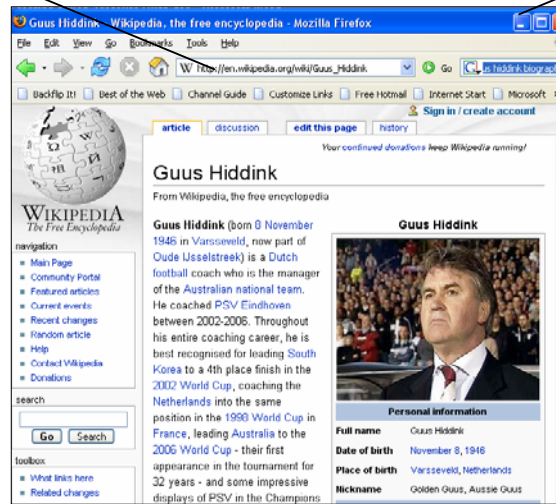 Guus Hiddink - Wikipedia, the free encyclopedia - Mozilla Firefox
File Edit View Go Bookmarks Tools Help
http://en.wikipedia.org/wiki/Guus_Hiddink Go us hiddink biograph
Backflip It! Best of the Web Channel Guide Customize Links Free Hotmail Internet Start Microsoft
Sign in / create account
article discussion edit this page history
Your continued donations keep Wikipedia running!
WIKIPEDIA
The Free Encyclopedia
navigation
Main Page
Community Portal
Featured articles
Current events
Recent changes
Random article
Help
Contact Wikipedia
Donations
search
Go Search
toolbox
What links here
Related changes
Guus Hiddink
From Wikipedia, the free encyclopedia
Guus Hiddink (born 8 November
1946 in Varsseveld, now part of
Oude IJsselstreek) is a Dutch
football coach who is the manager
of the Australian national team.
He coached PSV Eindhoven
between 2002-2006. Throughout
his entire coaching career, he is
best recognised for leading South
Korea to a 4th place finish in the
2002 World Cup, coaching the
Netherlands into the same
position in the 1998 World Cup in
France, leading Australia to the
2006 World Cup - their first
appearance in the tournament for
32 years - and some impressive
displays of PSV in the Champions
Guus Hiddink
Personal information
Full name Guus Hiddink
Date of birth November 8, 1946
Place of birth Varsseveld, Netherlands
Nickname Golden Guus, Aussie Guus